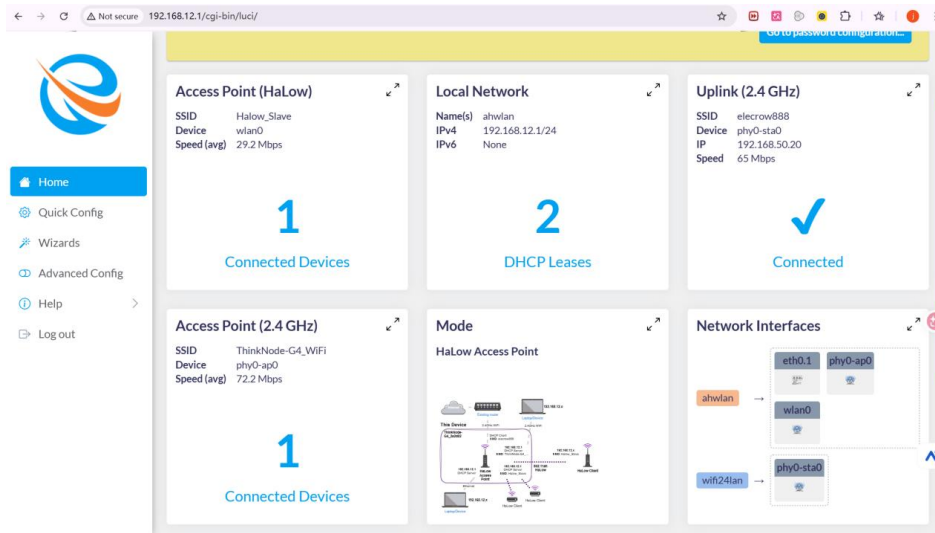 Not secure
192.168.12.1/cgi-bin/luci/
Go to password configuration...
Home
Quick Config
Wizards
Advanced Config
Help
Log out
Access Point (HaLow)
SSID Halow_Slave
Device wlan0
Speed (avg) 29.2 Mbps
1
Connected Devices
Local Network
Name(s) ahwlan
IPv4 192.168.12.1/24
IPv6 None
2
DHCP Leases
Uplink (2.4 GHz)
SSID elecrow888
Device phy0-sta0
IP 192.168.50.20
Speed 65 Mbps
Connected
Access Point (2.4 GHz)
SSID ThinkNode-G4_WiFi
Device phy0-ap0
Speed (avg) 72.2 Mbps
1
Connected Devices
Mode
HaLow Access Point
This Device
Network Interfaces
ahwlan
eth0.1
phy0-ap0
wlan0
wifi24lan
phy0-sta0